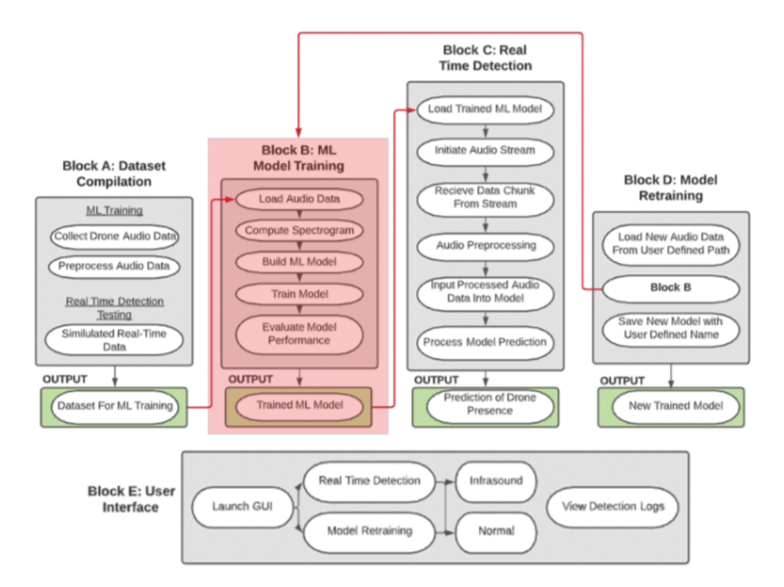 Block A: Dataset
Compilation
ML Training
Collect Drone Audio Data
Preprocess Audio Data
Real Time Detection
Testing
Similulated Real-Time
Data
OUTPUT
Dataset For ML Training
Block B: ML
Model Training
Load Audio Data
Compute Spectrogram
Build ML Model
Train Model
Evaluate Model
Performance
OUTPUT
Trained ML Model
Block C: Real
Time Detection
Load Trained ML Model
Initiate Audio Stream
Recieve Data Chunk
From Stream
Audio Preprocessing
Input Processed Audio
Data Into Model
Process Model Prediction
OUTPUT
Prediction of Drone
Presence
Block D: Model
Retraining
Load New Audio Data
From User Defined Path
Block B
Save New Model with
User Defined Name
OUTPUT
New Trained Model
Block E: User
Interface
Launch GUI
Real Time Detection
Model Retraining
Infrasound
Normal
View Detection Logs